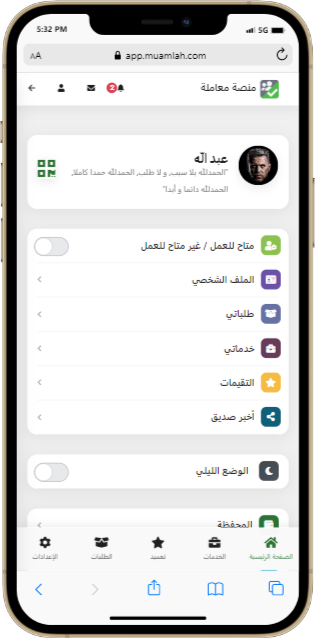 5:32 PM
5G
AA app.muamlah.com
منصة معاملة
2
عبد الله
"الحمدلله بلا سبب, و لا طلب, الحمدلله حمدا كاملا,
الحمدلله دائما و أبدا"
متاح للعمل / غير متاح للعمل
الملف الشخصي
طلباتي
خدماتي
التقيمات
أخبر صديق
الوضع الليلي
المحفظة
الصفحة الرئيسية
الخدمات
تعميد
الطلبات
الإعدادات